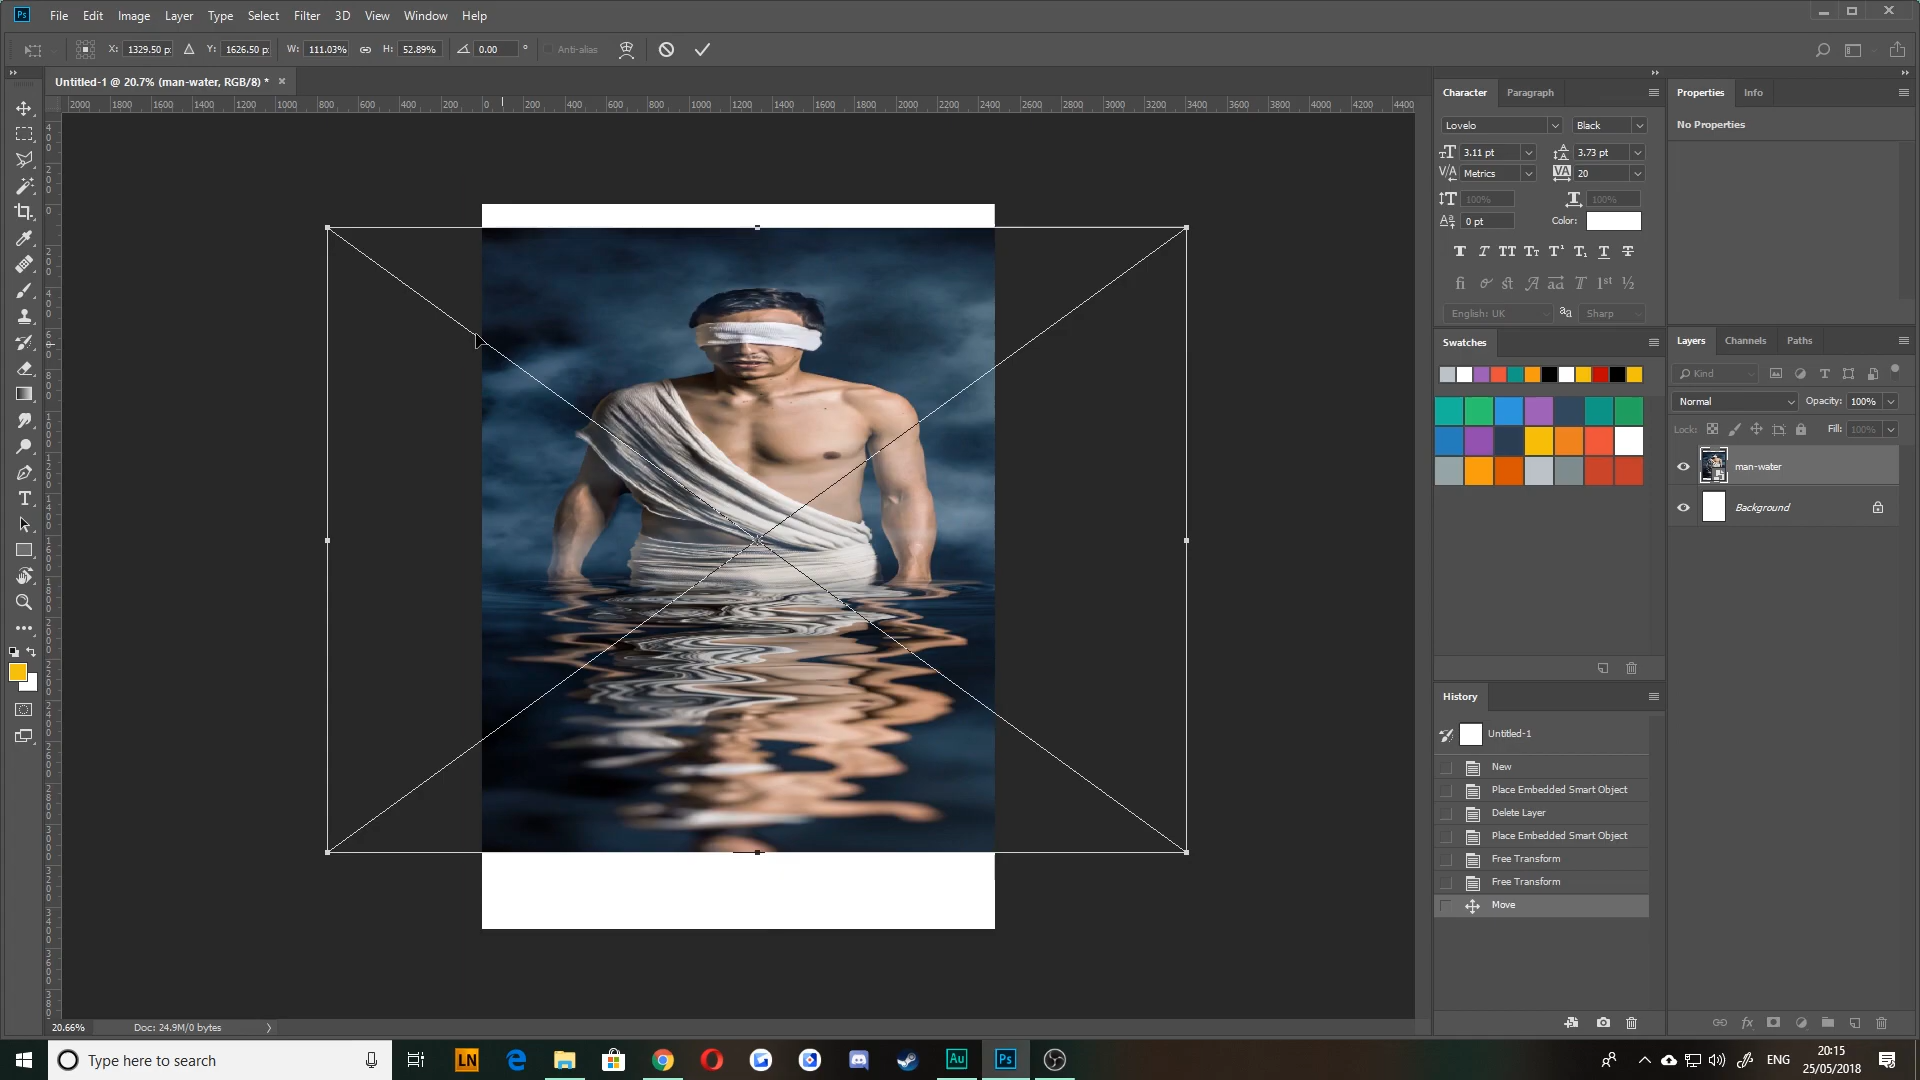 Ps File Edit Image Layer Type Select Filter 3D View Window Help
X: 1329.50 p: Y: 1626.50 p: W: 111.03% H: 52.89% 0.00 ° Anti-alias
Untitled-1 @ 20.7% (man-water, RGB/8) *
2000 1800 1600 1400 1200 1000 800 600 400 200 0 200 400 600 800 1000 1200 1400 1600 1800 2000 2200 2400 2600 2800 3000 3200 3400 3600 3800 4000 4200 4400
Character Paragraph
Lovelo Black
3.11 pt 3.73 pt
Metrics 20
100% 100%
0 pt Color:
English: UK Sharp
Swatches
History
Untitled-1
New
Place Embedded Smart Object
Delete Layer
Place Embedded Smart Object
Free Transform
Free Transform
Move
Properties Info
No Properties
Layers Channels Paths
Kind
Normal Opacity: 100%
Lock: Fill: 100%
man-water
Background
20.66% Doc: 24.9M/0 bytes
Type here to search
LN Au Ps
ENG
20:15
25/05/2018